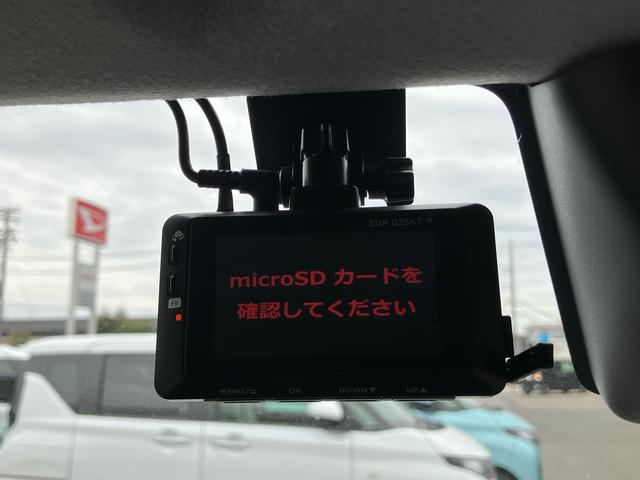 ZDR 035KT-P
microSD カードを
確認してください
Fn
MENU/
OK
DOWN▼
UP▲